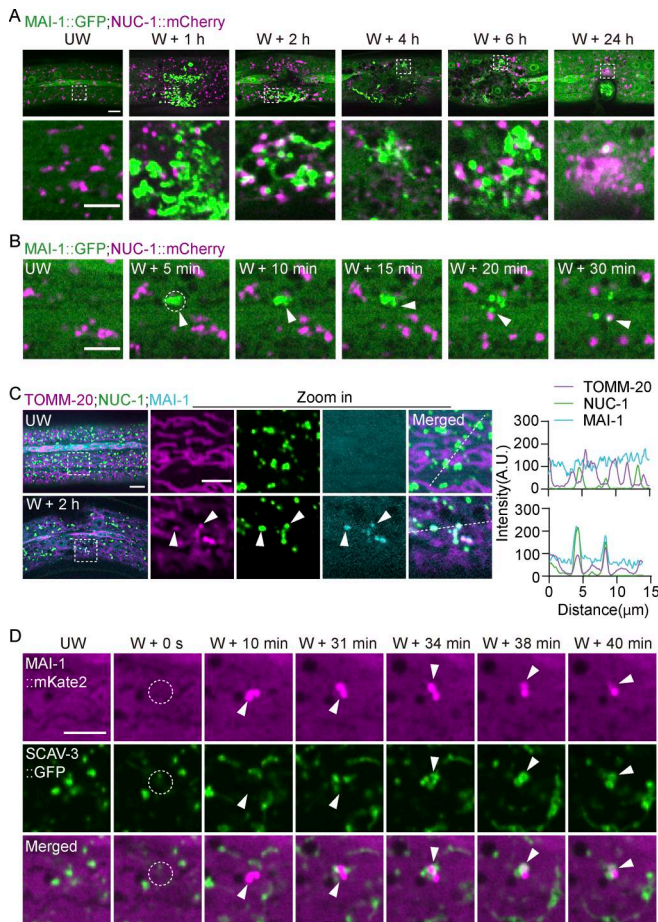 A
MAI-1::GFP;NUC-1::mCherry
UW W + 1 h W + 2 h W + 4 h W + 6 h W + 24 h
B
MAI-1::GFP;NUC-1::mCherry
UW W + 5 min W + 10 min W + 15 min W + 20 min W + 30 min
C
TOMM-20;NUC-1;MAI-1 Zoom in
UW Merged
W + 2 h
TOMM-20
NUC-1
MAI-1
300
200
100
0
300
200
100
0
0 5 10 15
Intensity(A.U.)
Distance(μm)
D
UW W + 0 s W + 10 min W + 31 min W + 34 min W + 38 min W + 40 min
MAI-1
::mKate2
SCAV-3
::GFP
Merged